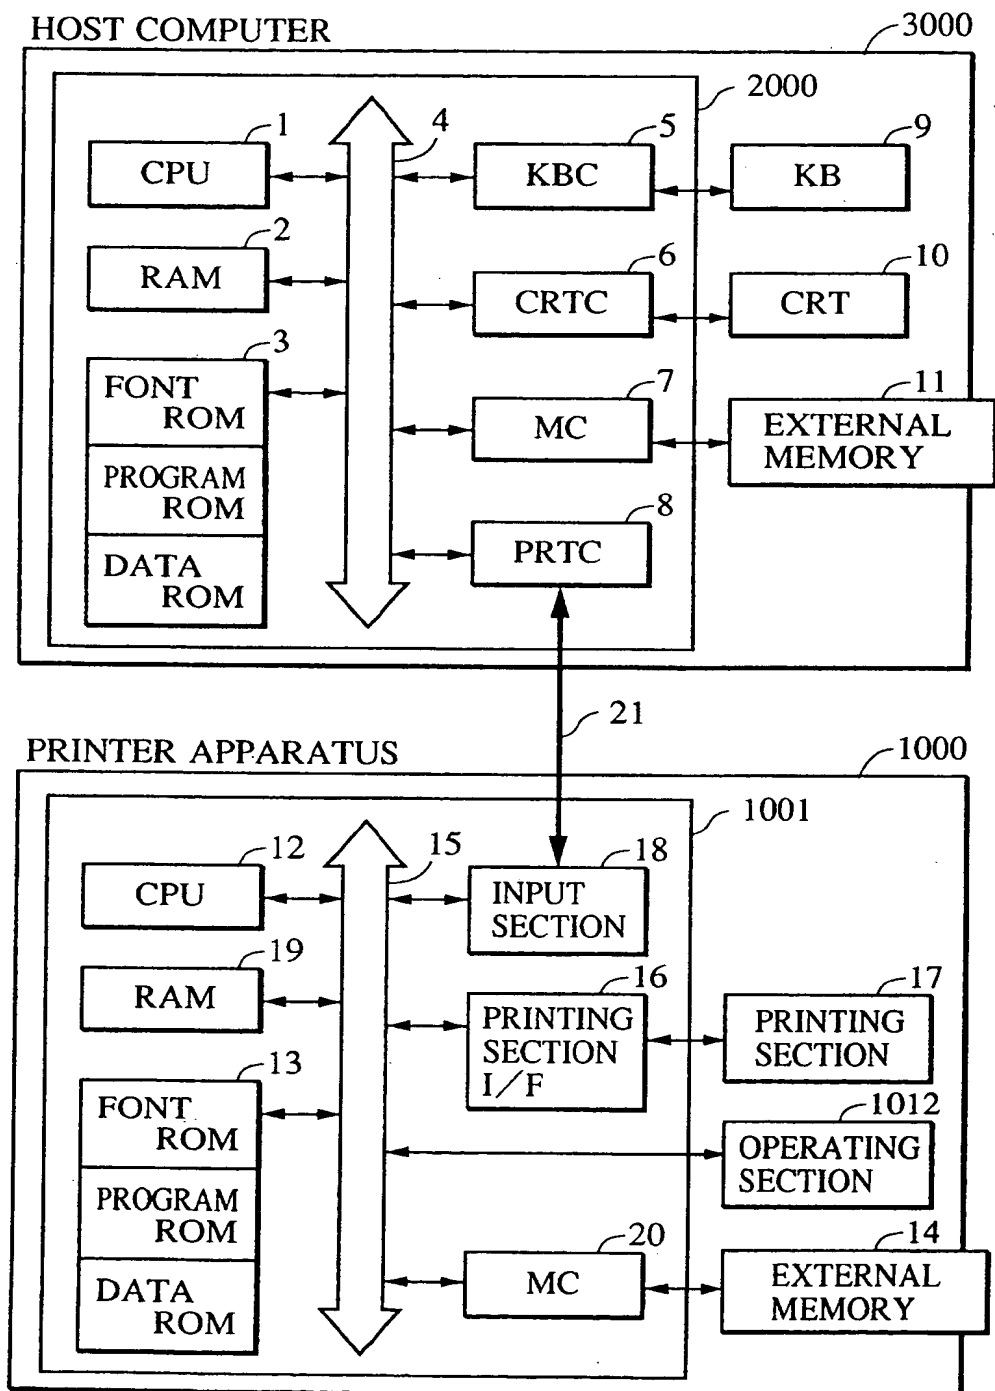 HOST COMPUTER
3000
2000
1
CPU
4
5
KBC
9
KB
2
RAM
6
CRTC
10
CRT
3
FONT
ROM
PROGRAM
ROM
DATA
ROM
7
MC
11
EXTERNAL
MEMORY
8
PRTC
21
PRINTER APPARATUS
1000
1001
12
CPU
15
18
INPUT
SECTION
19
RAM
16
PRINTING
SECTION
I/F
17
PRINTING
SECTION
13
FONT
ROM
PROGRAM
ROM
DATA
ROM
1012
OPERATING
SECTION
20
MC
14
EXTERNAL
MEMORY